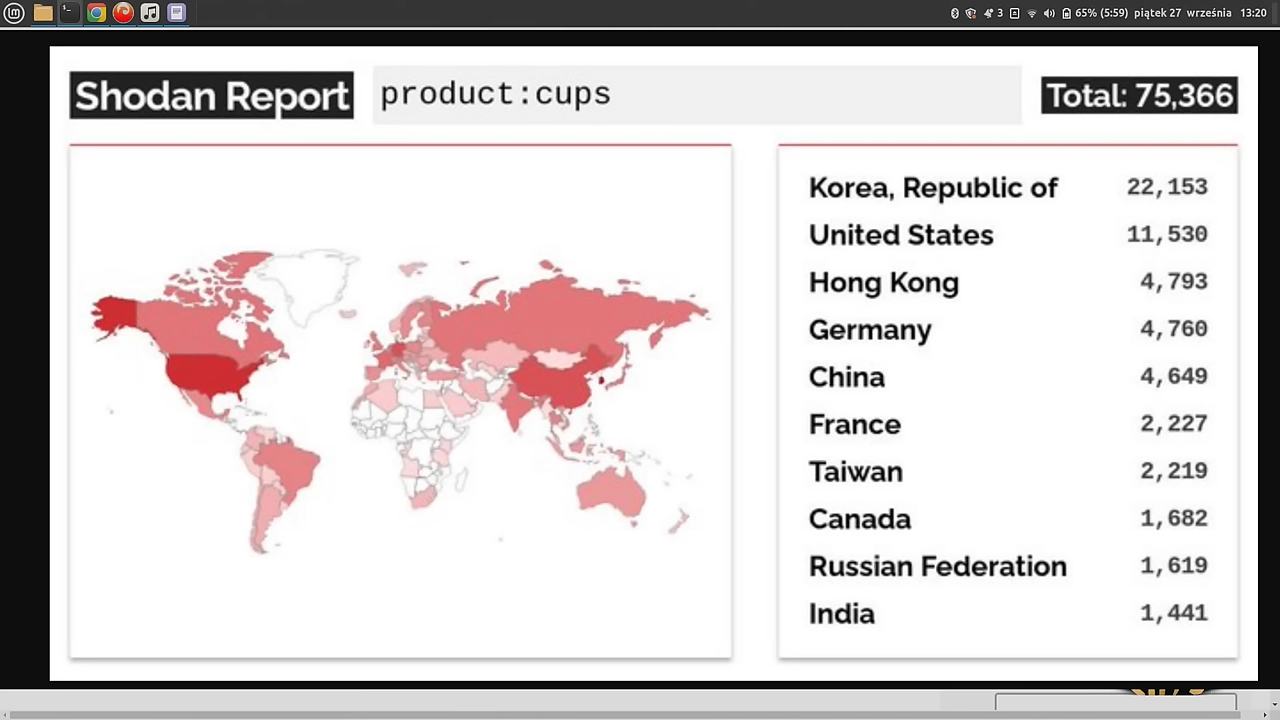 3 65% (5:59) piątek 27 września 13:20
Shodan Report product:cups Total: 75,366
Korea, Republic of 22,153
United States 11,530
Hong Kong 4,793
Germany 4,760
China 4,649
France 2,227
Taiwan 2,219
Canada 1,682
Russian Federation 1,619
India 1,441